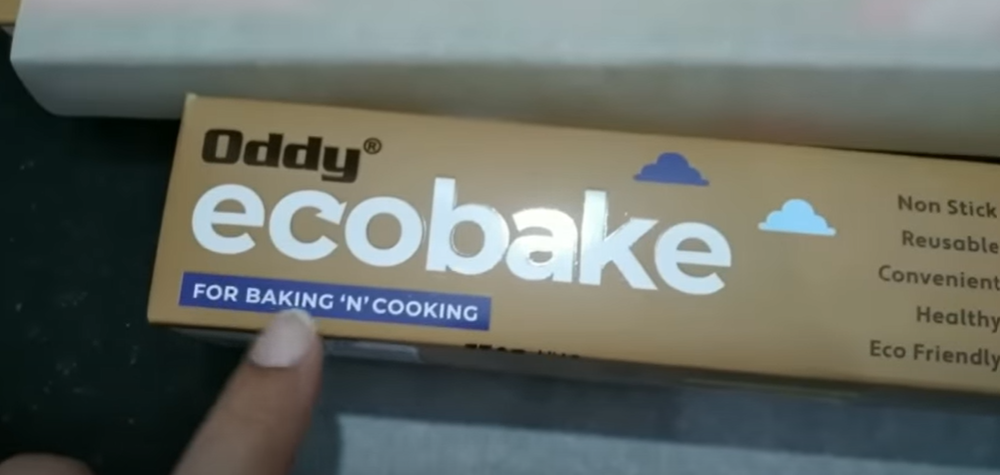 Oddy®
ecobake
FOR BAKING 'N' COOKING
Non Stick
Reusable
Convenient
Healthy
Eco Friendly